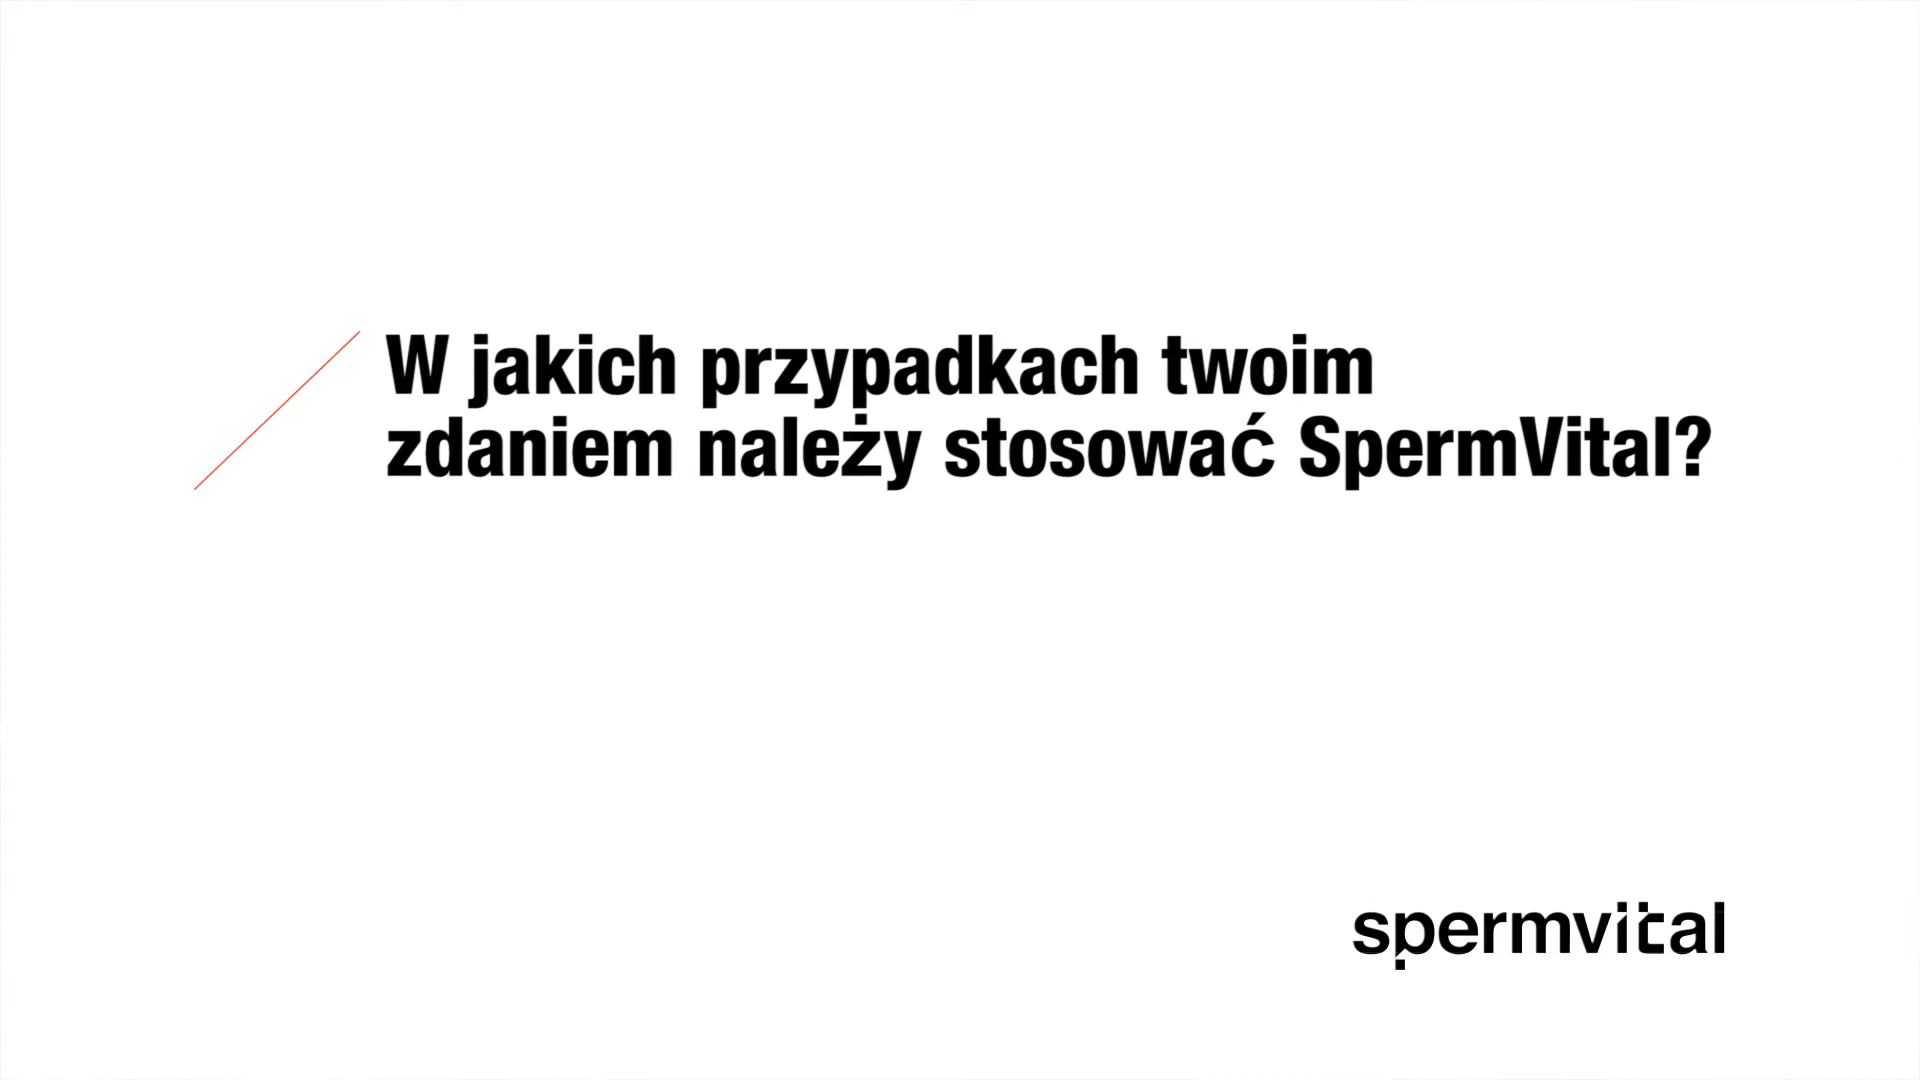 W jakich przypadkach twoim
zdaniem należy stosować SpermVital?
spermvital